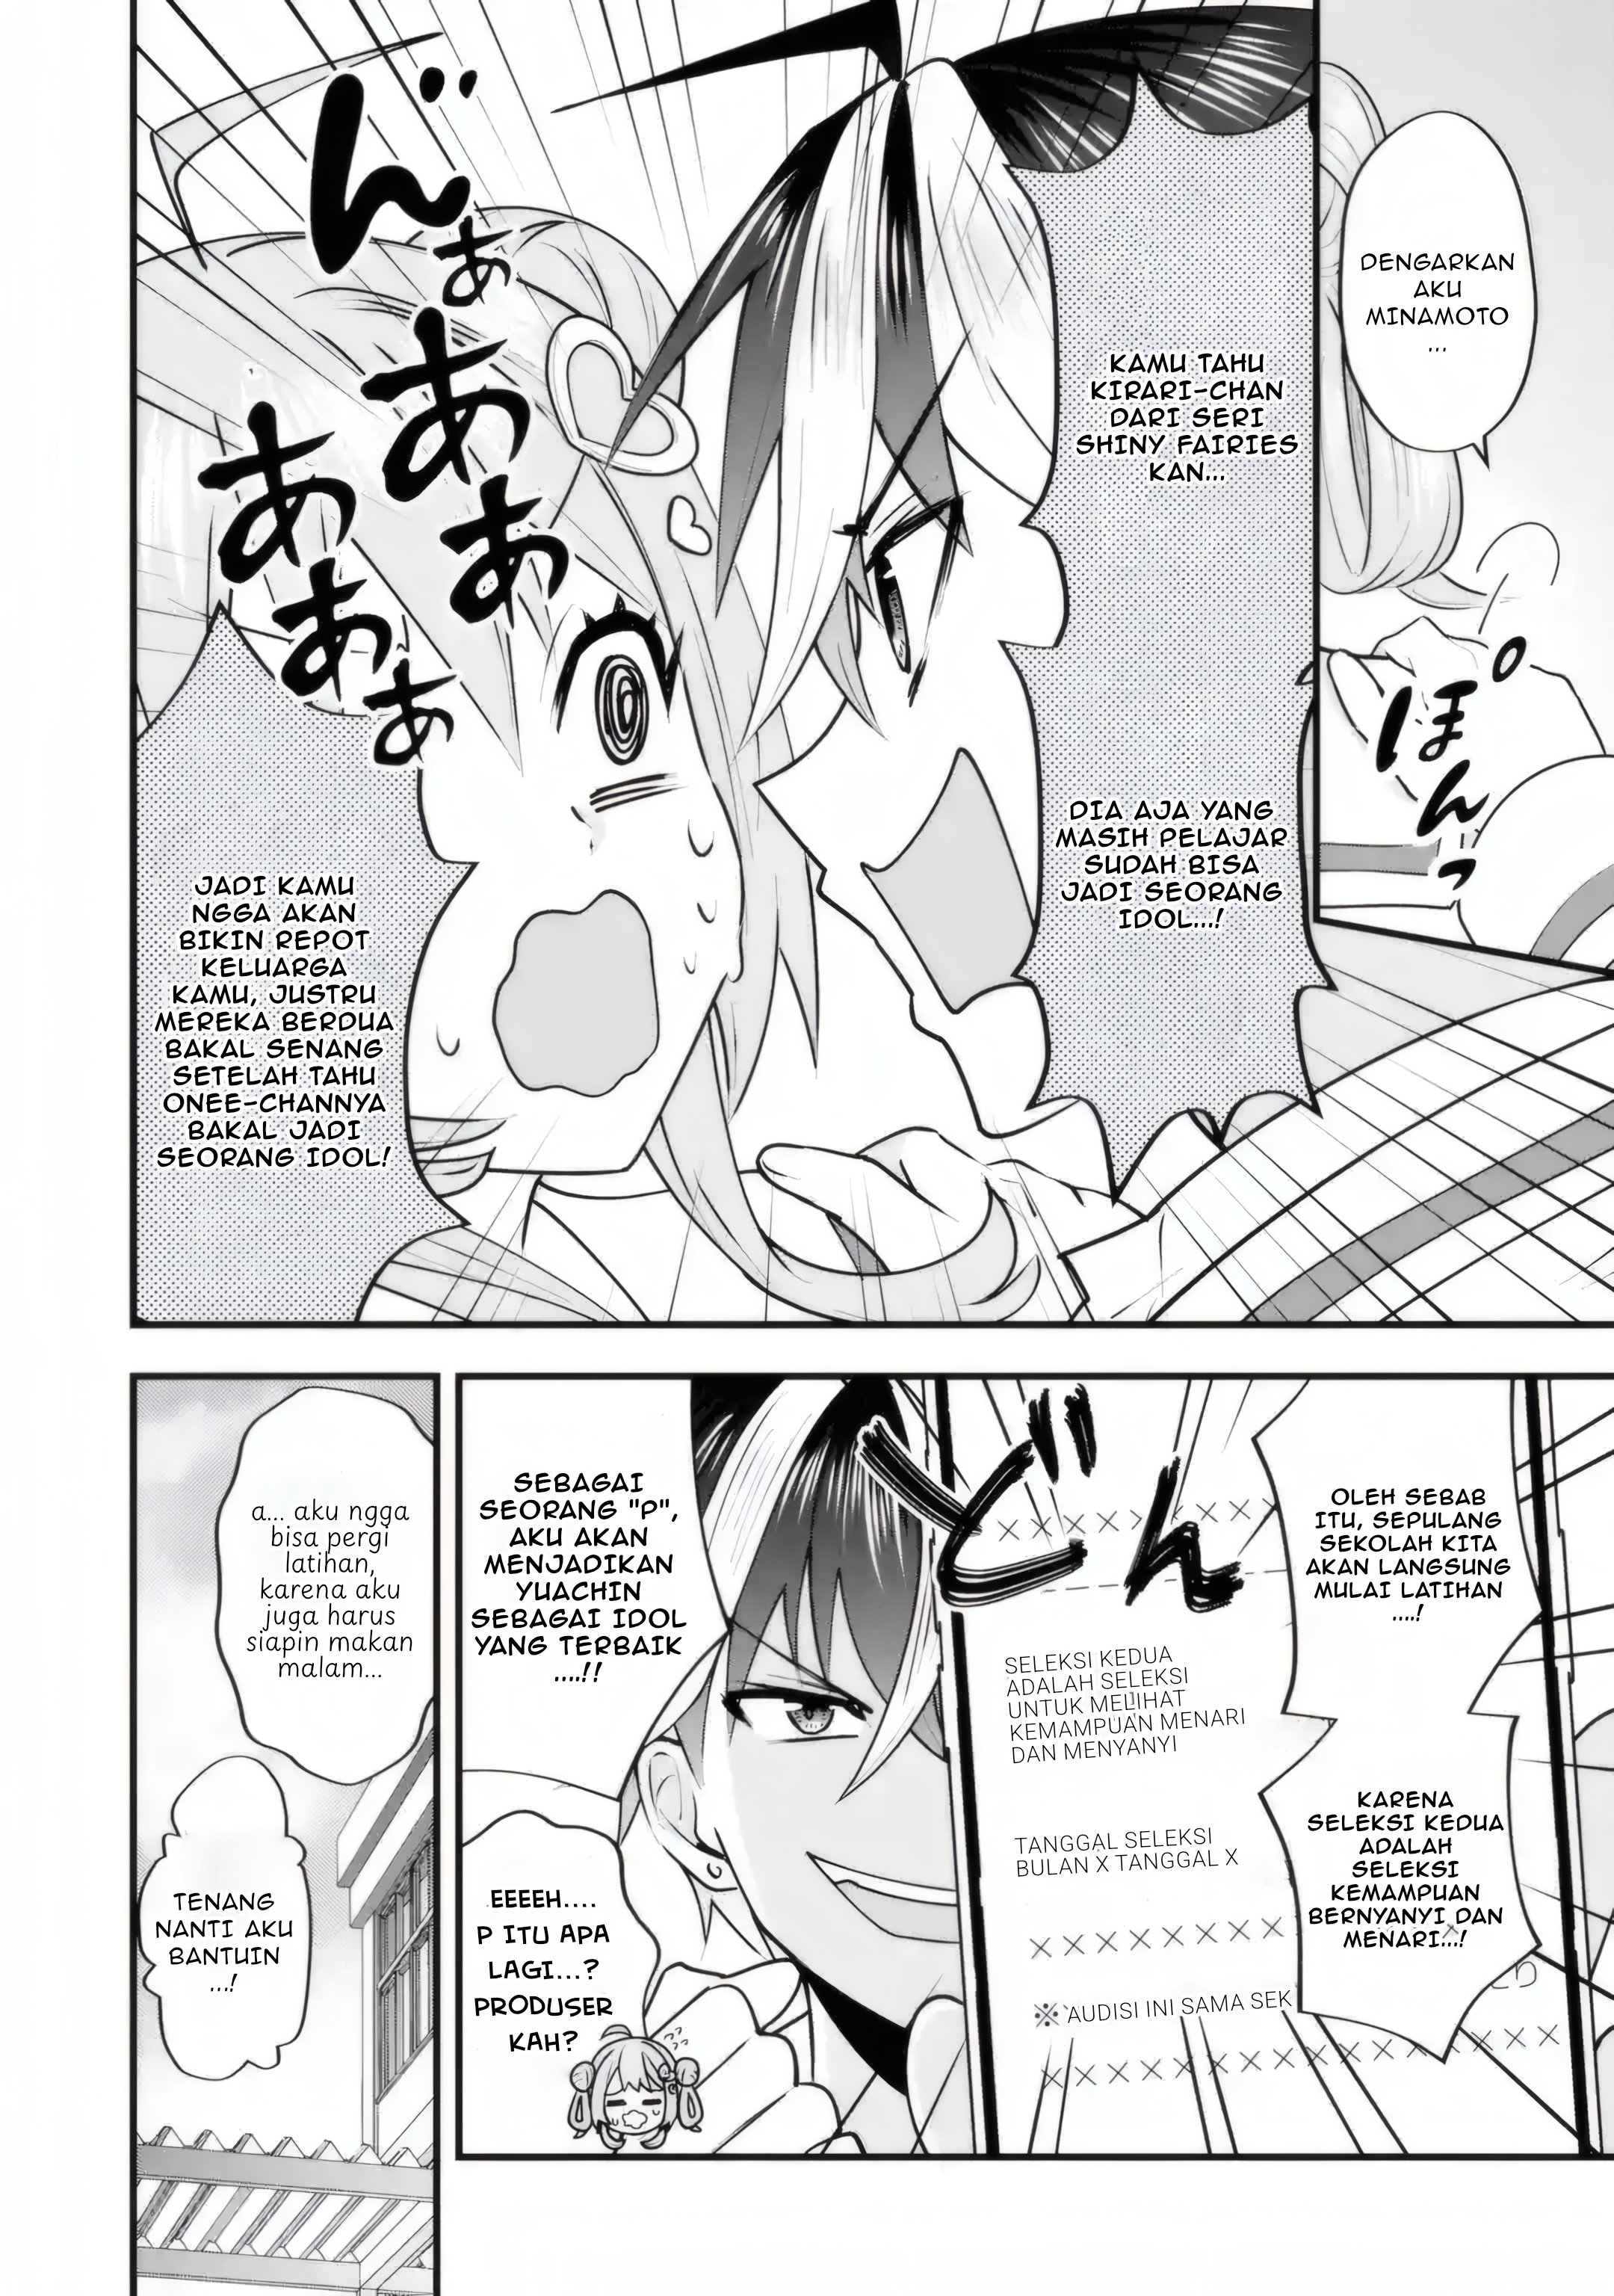 DENGARKAN
AKU
MINAMOTO
...
ぽんっ
KAMU TAHU
KIRARI-CHAN
DARI SERI
SHINY FAIRIES
KAN...
DIA AJA YANG
MASIH PELAJAR
SUDAH BISA
JADI SEORANG
IDOL...!
んぁああ
あああぁ
JADI KAMU
NGGA AKAN
BIKIN REPOT
KELUARGA
KAMU, JUSTRU
MEREKA BERDUA
BAKAL SENANG
SETELAH TAHU
ONEE-CHANNYA
BAKAL JADI
SEORANG IDOL!
OLEH SEBAB
ITU, SEPULANG
SEKOLAH KITA
AKAN LANGSUNG
MULAI LATIHAN
....!
KARENA
SELEKSI KEDUA
ADALAH
SELEKSI
KEMAMPUAN
BERNYANYI DAN
MENARI...!
どん
××××××××
SELEKSI KEDUA
ADALAH SELEKSI
UNTUK MELIHAT
KEMAMPUAN MENARI
DAN MENYANYI
TANGGAL SELEKSI
BULAN X TANGGAL X
××××××××
※ AUDISI INI SAMA SEK
××××××××××××××××
SEBAGAI
SEORANG "P",
AKU AKAN
MENJADIKAN
YUACHIN
SEBAGAI IDOL
YANG TERBAIK
....!!
EEEEH....
P ITU APA
LAGI...?
PRODUSER
KAH?
a... aku ngga
bisa pergi
latihan,
karena aku
juga harus
siapin makan
malam...
TENANG
NANTI AKU
BANTUIN
...!